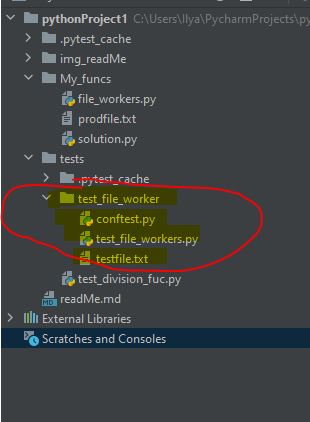 pythonProject1 C:\Users\Ilya\PycharmProjects\py
.pytest_cache
img_readMe
My_funcs
file_workers.py
prodfile.txt
solution.py
tests
.pytest_cache
test_file_worker
conftest.py
test_file_workers.py
testfile.txt
test_division_fuc.py
readMe.md
External Libraries
Scratches and Consoles